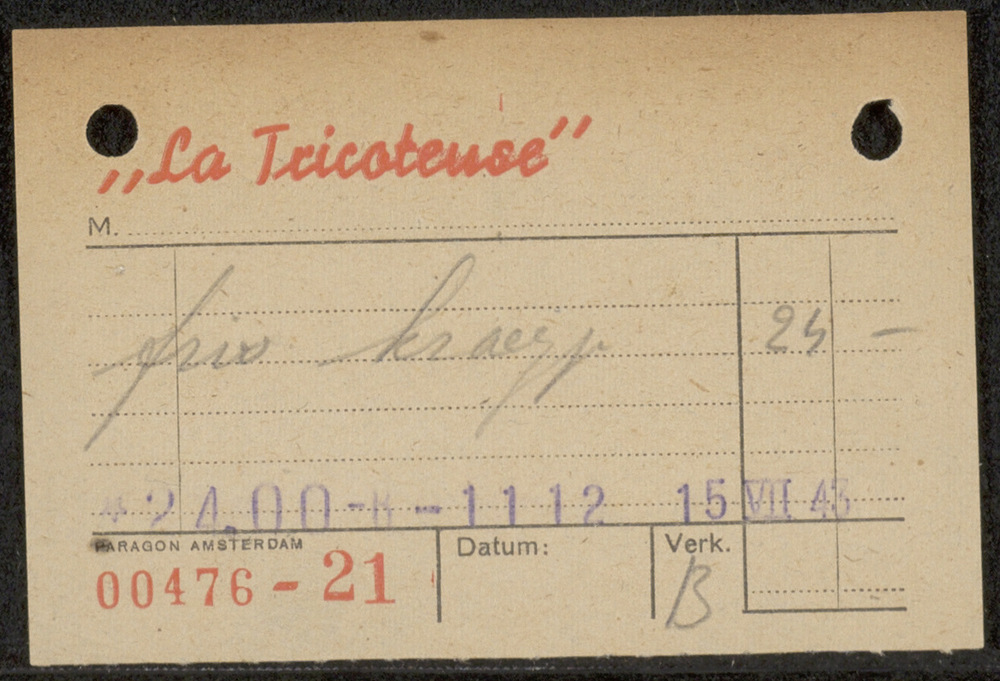 „La Tricoteuse"
M.
24 -
*24.00-B-1112 15 VII 43
PARAGON AMSTERDAM
Datum:
Verk.
00476-21
B